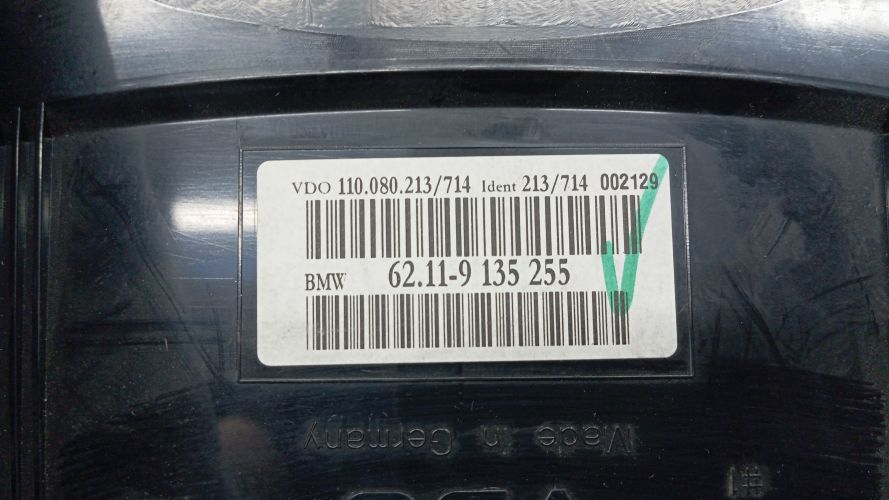 VDO 110.080.213/714 Ident 213/714 002129
BMW 62.11-9 135 255
Made in Germany